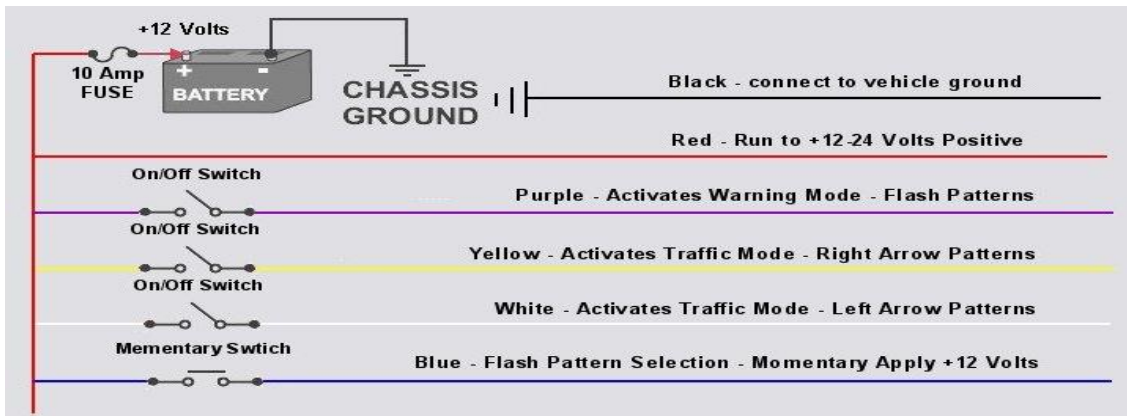 +12 Volts
10 Amp
FUSE
+ -
BATTERY
CHASSIS
GROUND
Black - connect to vehicle ground
Red - Run to +12-24 Volts Positive
On/Off Switch
Purple - Activates Warning Mode - Flash Patterns
On/Off Switch
Yellow - Activates Traffic Mode - Right Arrow Patterns
On/Off Switch
White - Activates Traffic Mode - Left Arrow Patterns
Mementary Swtich
Blue - Flash Pattern Selection - Momentary Apply +12 Volts